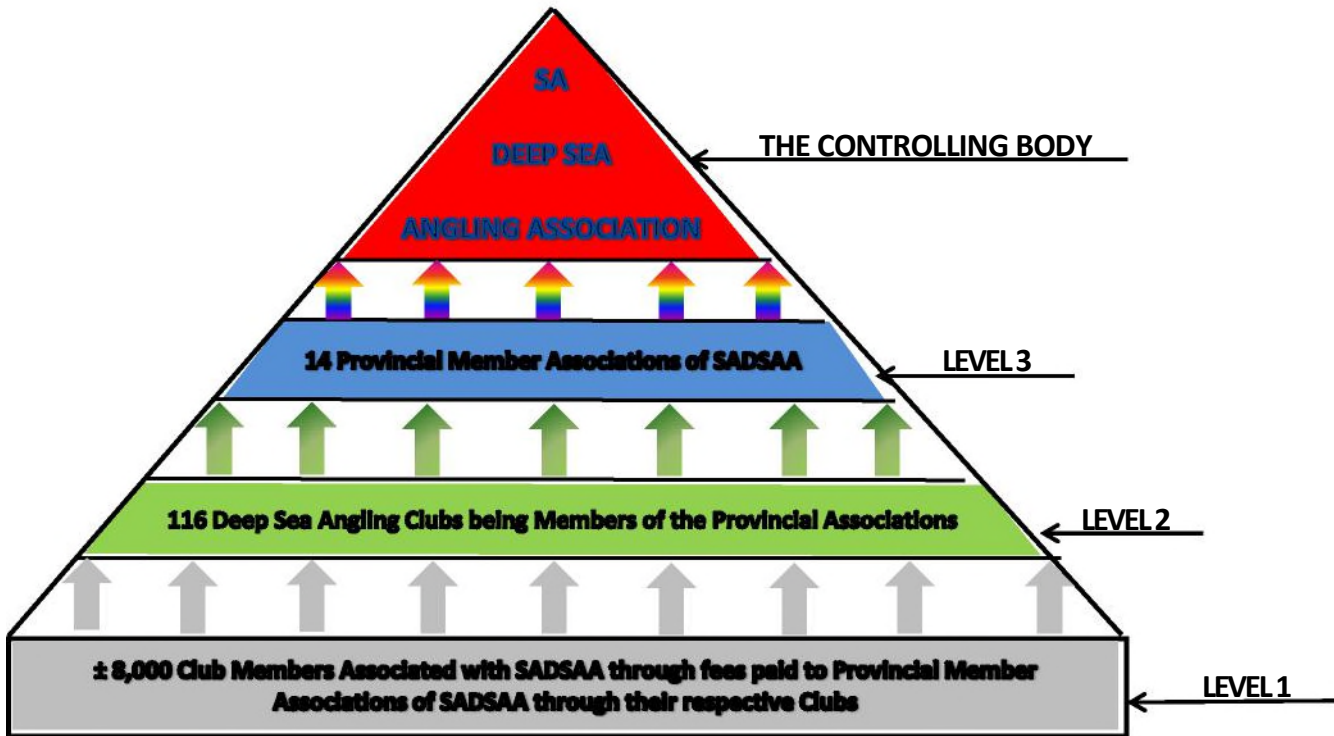 SA
DEEP SEA
ANGLING ASSOCIATION
THE CONTROLLING BODY
14 Provincial Member Associations of SADSAA
LEVEL 3
116 Deep Sea Angling Clubs being Members of the Provincial Associations
LEVEL 2
± 8,000 Club Members Associated with SADSAA through fees paid to Provincial Member
Associations of SADSAA through their respective Clubs
LEVEL 1